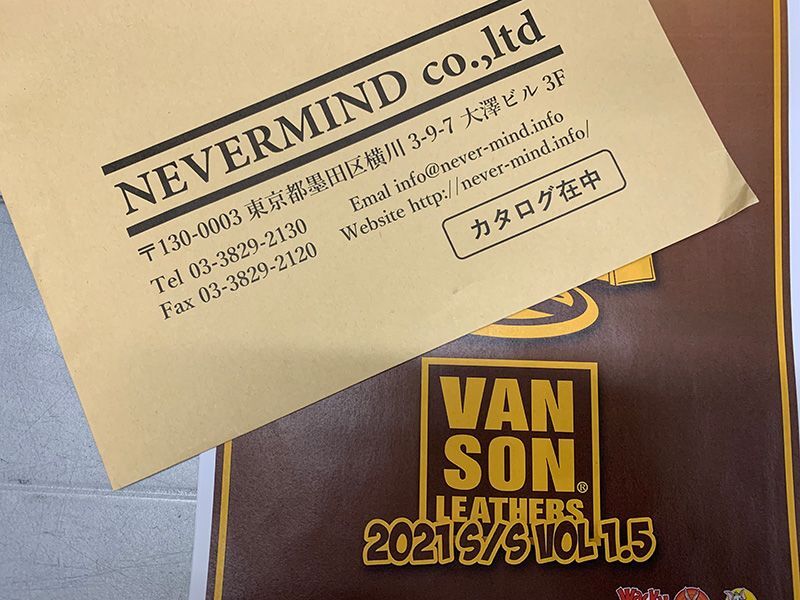 NEVERMIND co.,ltd
〒130-0003 東京都墨田区横川 3-9-7 大澤ビル 3F
Tel 03-3829-2130
Fax 03-3829-2120
Emal info@never-mind.info
Website http://never-mind.info/
カタログ在中
VAN
SON®
LEATHERS
2021 S/S VOL 1.5
Wacky